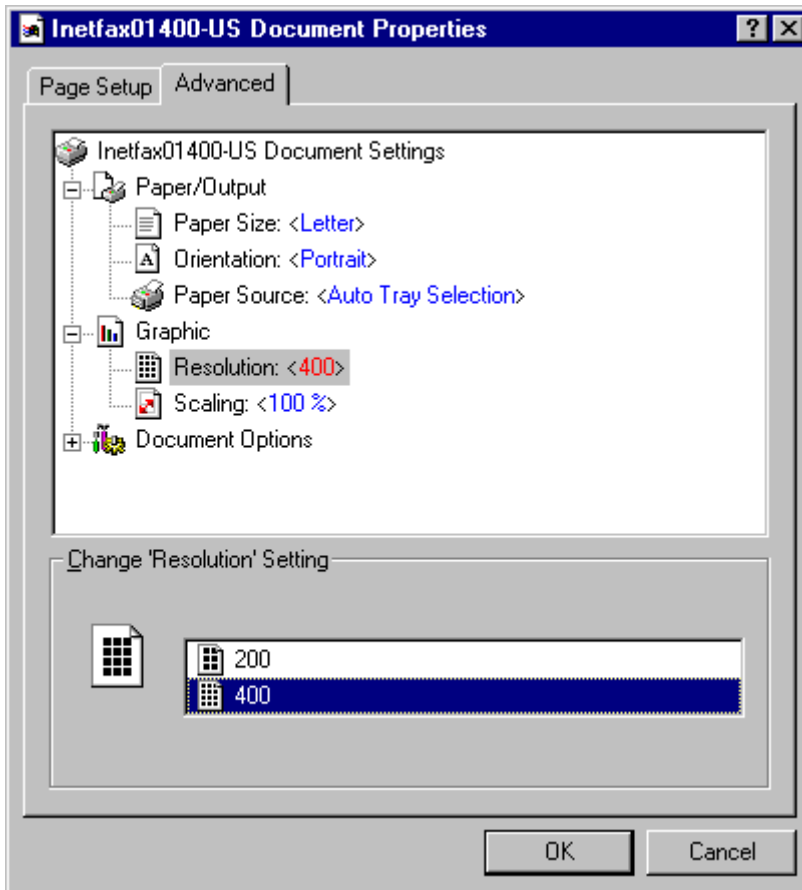 Inetfax01400-US Document Properties
Page Setup
Advanced
Inetfax01400-US Document Settings
Paper/Output
Paper Size: <Letter>
Orientation: <Portrait>
Paper Source: <Auto Tray Selection>
Graphic
Resolution: <400>
Scaling: <100 %>
Document Options
Change 'Resolution' Setting
200
400
OK
Cancel